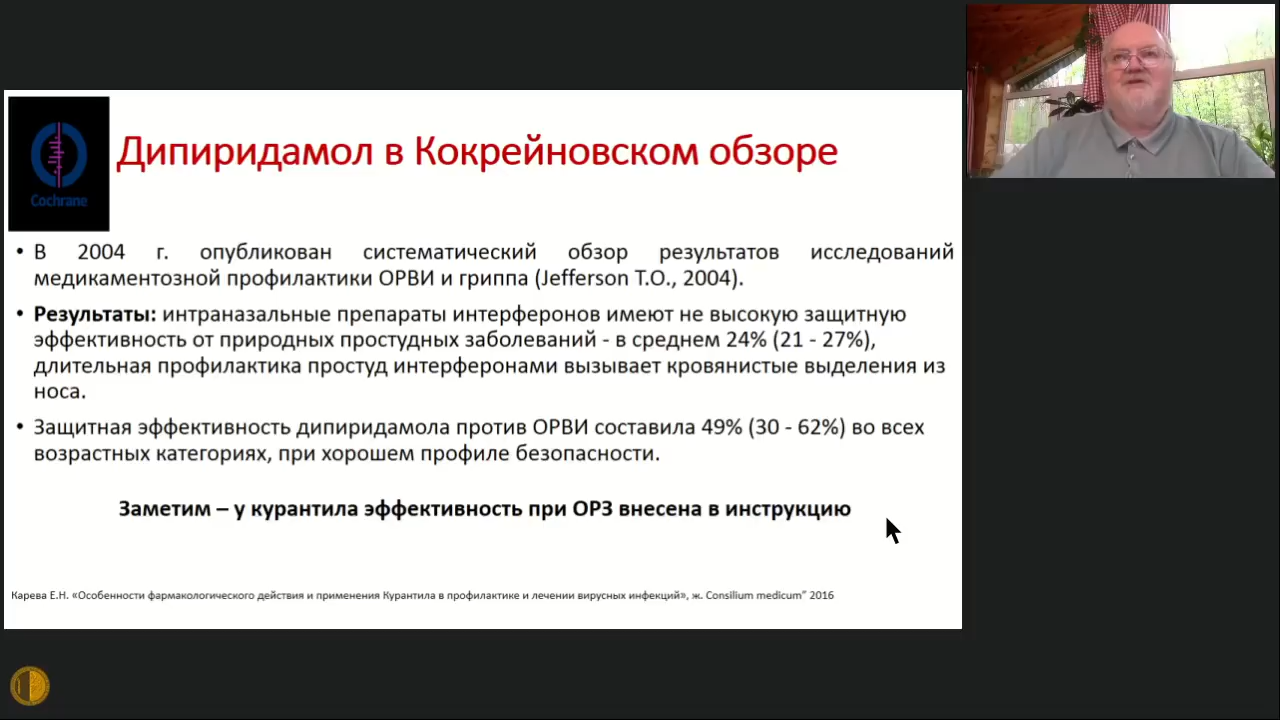 Cochrane
Дипиридамол в Кокрейновском обзоре
• В 2004 г. опубликован систематический обзор результатов исследований
медикаментозной профилактики ОРВИ и гриппа (Jefferson T.O., 2004).
• Результаты: интраназальные препараты интерферонов имеют не высокую защитную
эффективность от природных простудных заболеваний - в среднем 24% (21 - 27%),
длительная профилактика простуд интерферонами вызывает кровянистые выделения из
носа.
• Защитная эффективность дипиридамола против ОРВИ составила 49% (30 - 62%) во всех
возрастных категориях, при хорошем профиле безопасности.
Заметим – у курантила эффективность при ОРЗ внесена в инструкцию
Карева Е.Н. «Особенности фармакологического действия и применения Курантила в профилактике и лечении вирусных инфекций», ж. Consilium medicum” 2016